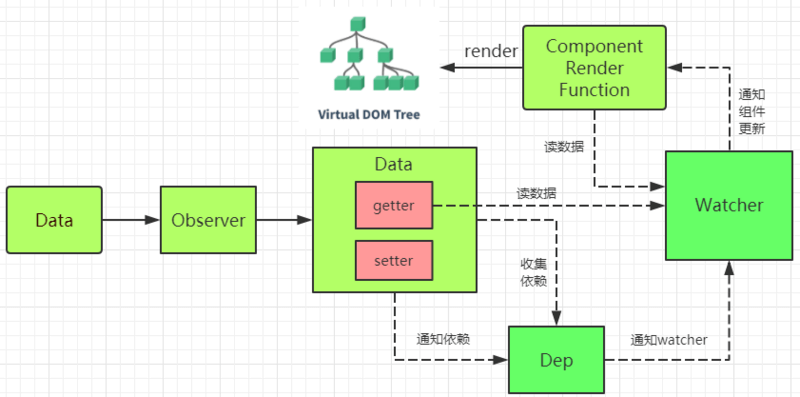 render
Component
Render
Function
Virtual DOM Tree
通知
组件
更新
读数据
Data
getter
读数据
setter
Watcher
Data
Observer
收集
依赖
通知依赖
Dep
通知watcher